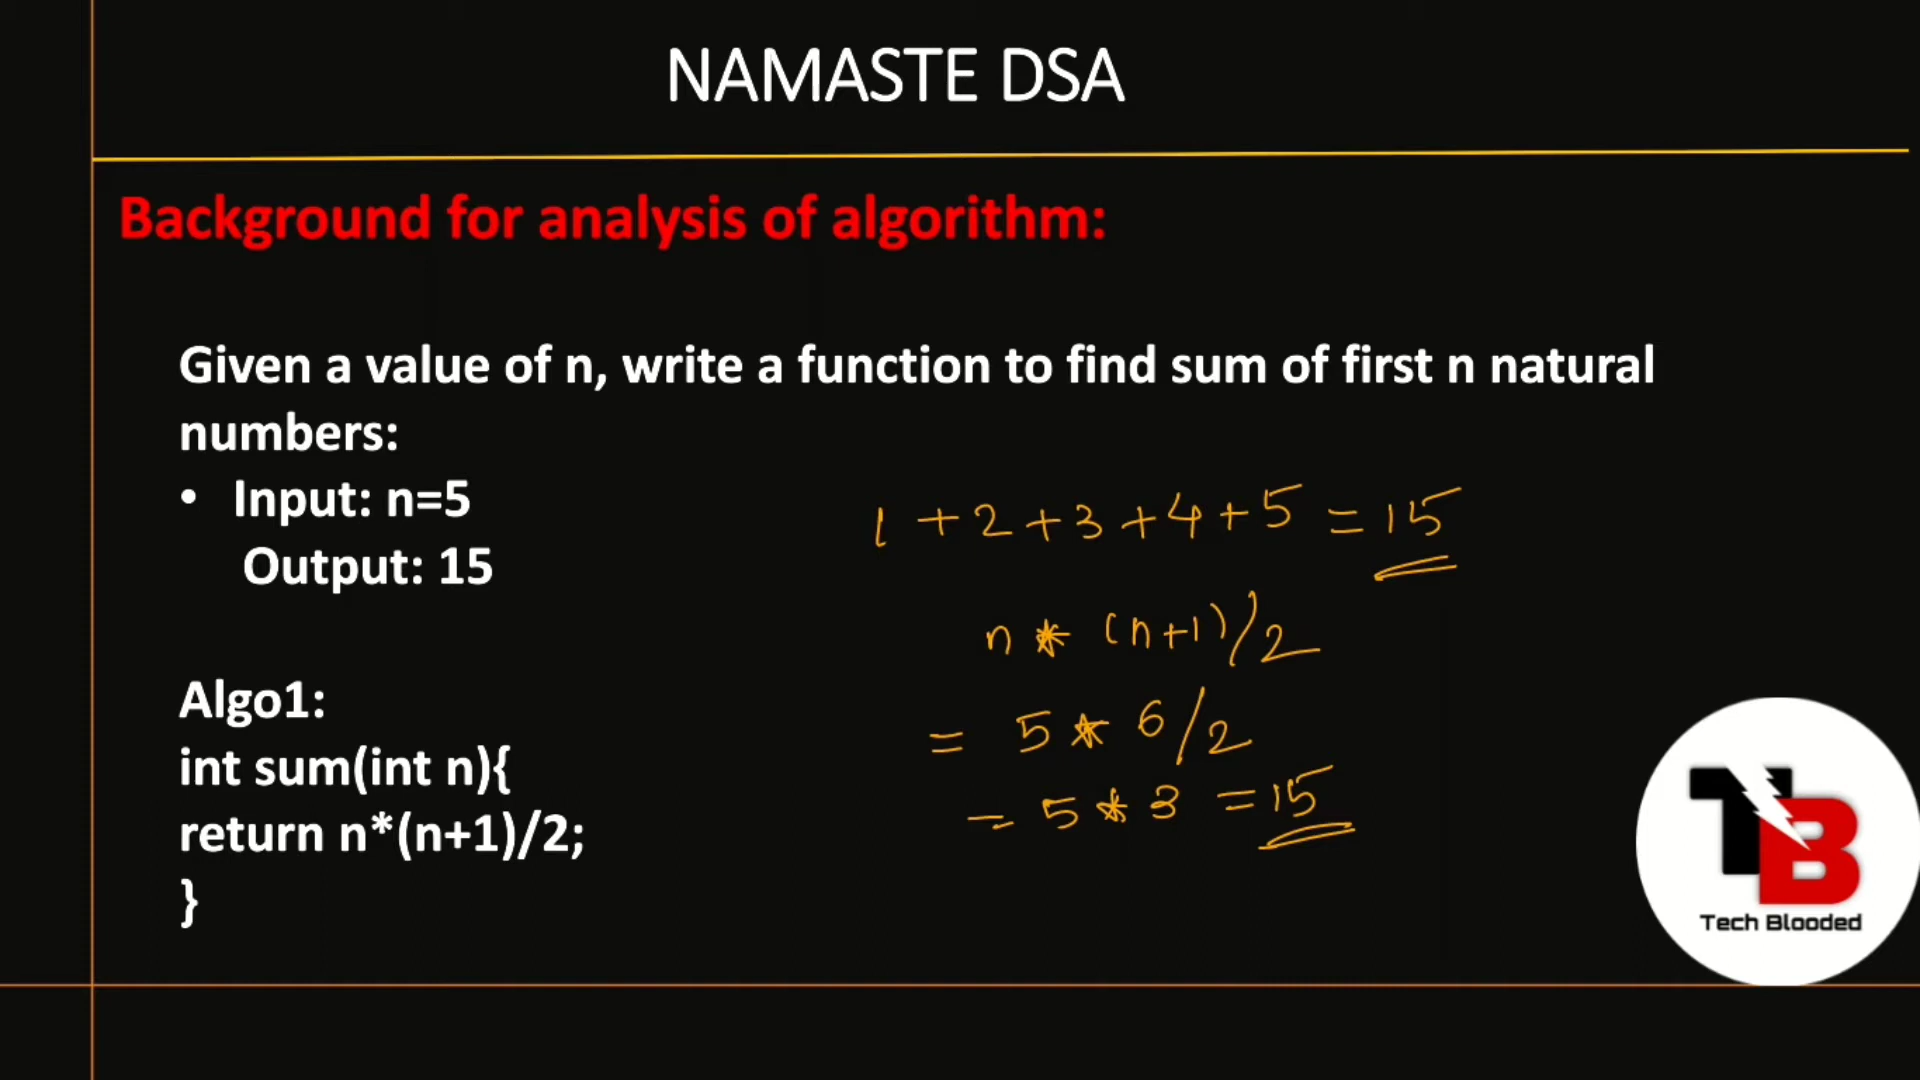 NAMASTE DSA
Background for analysis of algorithm:
Given a value of n, write a function to find sum of first n natural
numbers:
• Input: n=5
Output: 15
1 + 2 + 3 + 4 + 5 = 15
n * (n+1)/2
= 5 * 6/2
= 5 * 3 = 15
Algo1:
int sum(int n){
return n*(n+1)/2;
}
TB
Tech Blooded